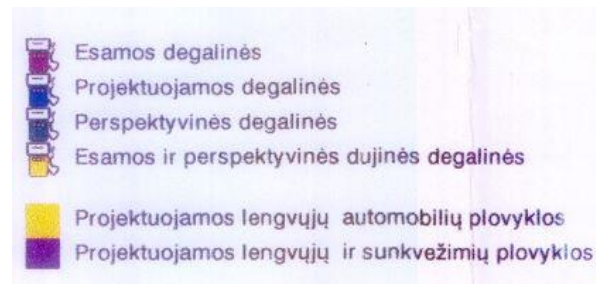 Esamos degalinės
Projektuojamos degalinės
Perspektyvinės degalinės
Esamos ir perspektyvinės dujinės degalinės
Projektuojamos lengvųjų automobilių plovyklos
Projektuojamos lengvųjų ir sunkvežimių plovyklos